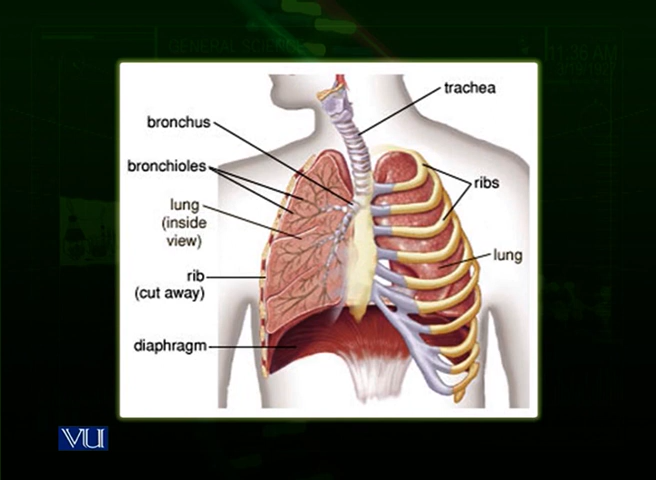 GENERAL SCIENCE
trachea
bronchus
bronchioles
ribs
lung
(inside
view)
lung
rib
(cut away)
diaphragm
VU